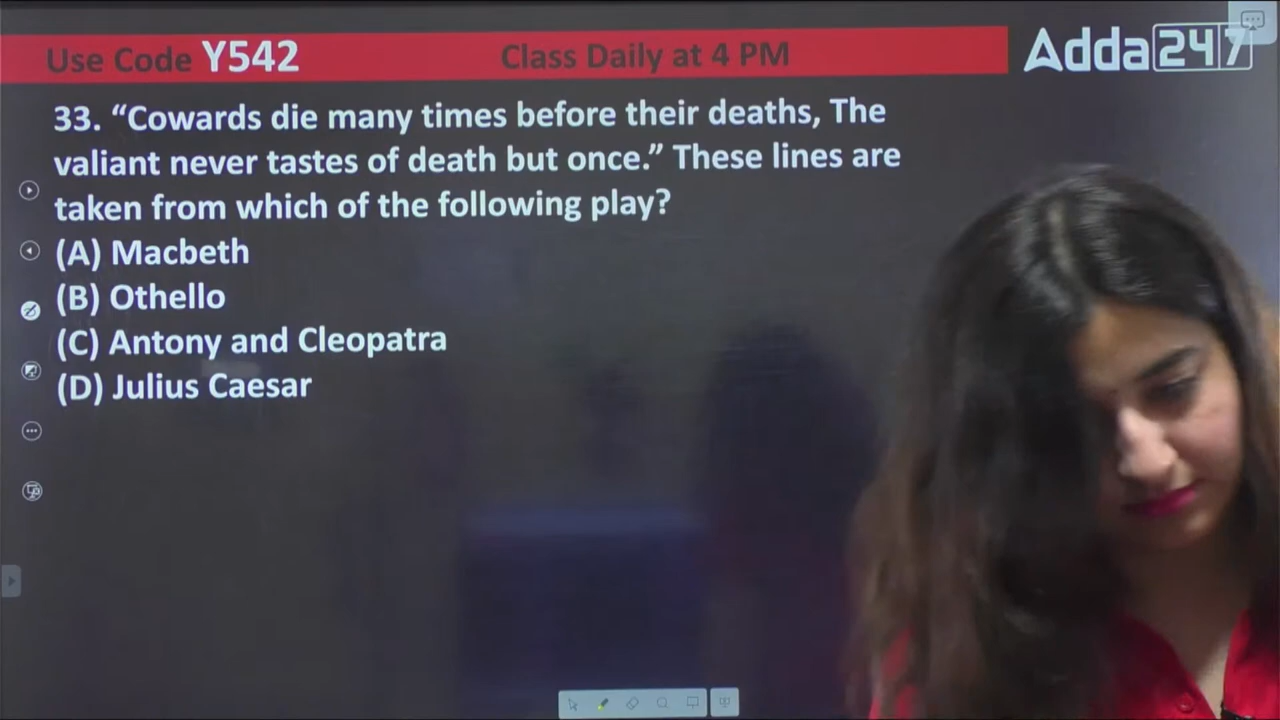 Use Code Y542 Class Daily at 4 PM
Adda247
33. “Cowards die many times before their deaths, The
valiant never tastes of death but once.” These lines are
taken from which of the following play?
(A) Macbeth
(B) Othello
(C) Antony and Cleopatra
(D) Julius Caesar